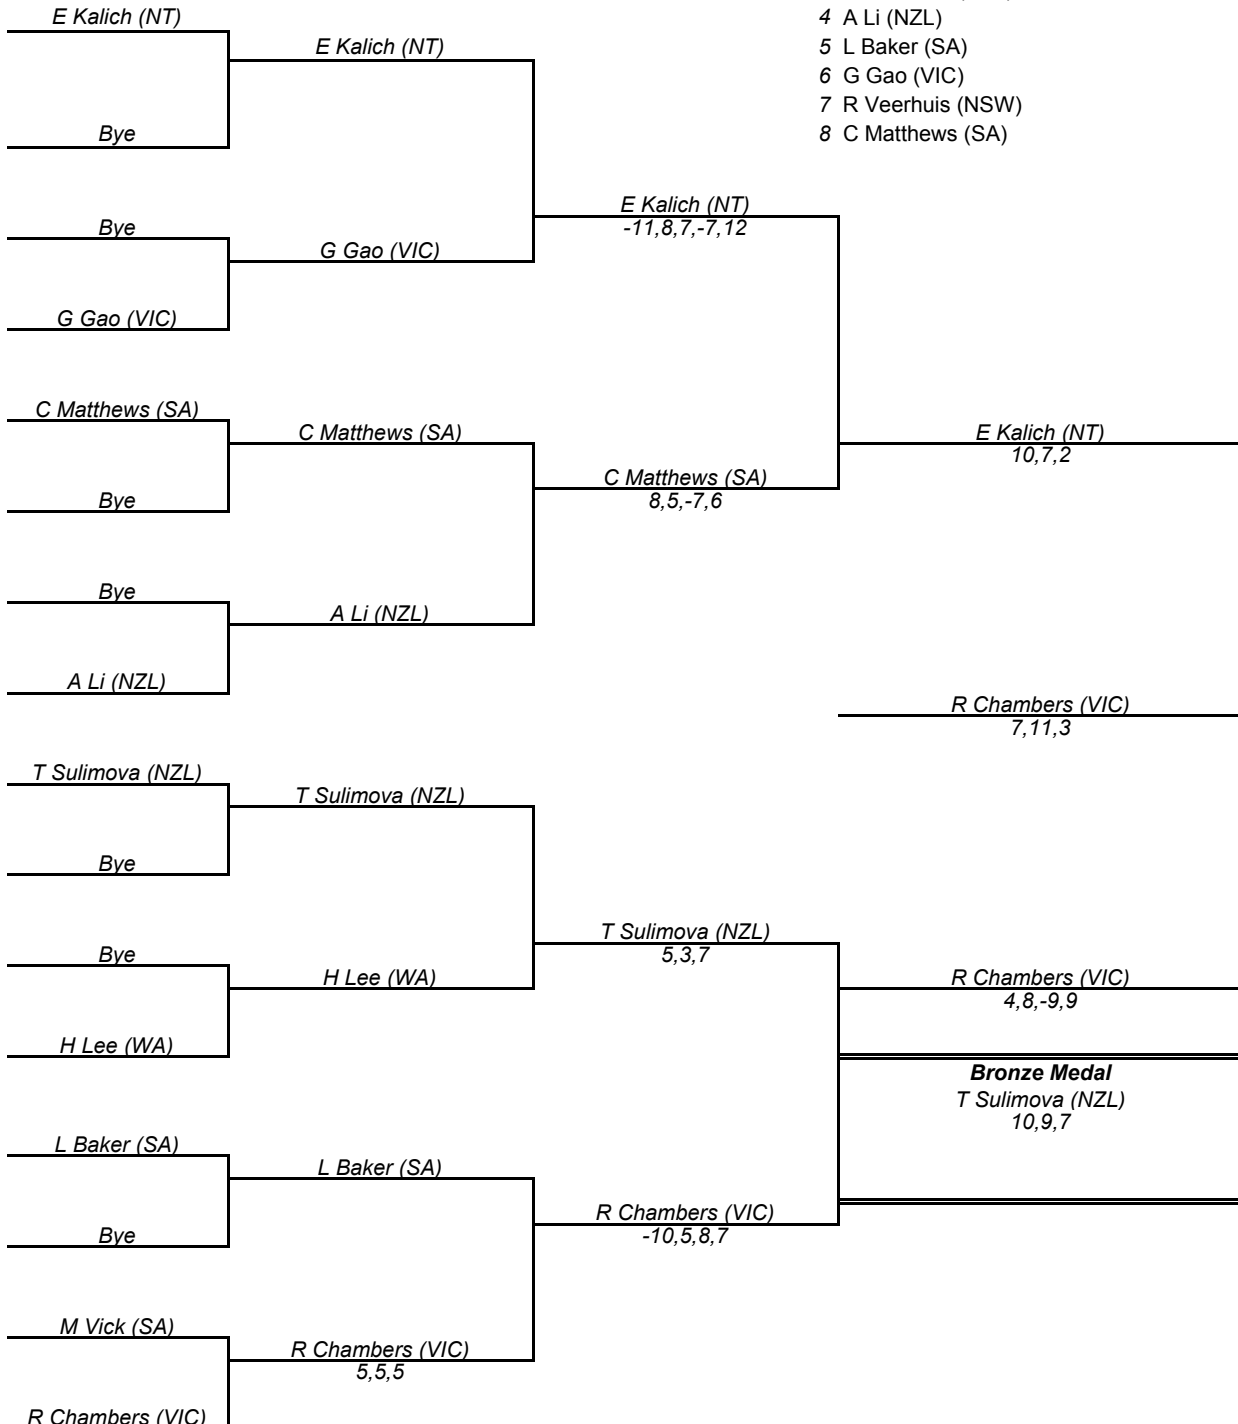 E Kalich (NT)
Bye
Bye
G Gao (VIC)
C Matthews (SA)
Bye
Bye
A Li (NZL)
T Sulimova (NZL)
Bye
Bye
H Lee (WA)
L Baker (SA)
Bye
M Vick (SA)
R Chambers (VIC)
E Kalich (NT)
G Gao (VIC)
C Matthews (SA)
A Li (NZL)
T Sulimova (NZL)
H Lee (WA)
L Baker (SA)
R Chambers (VIC)
5,5,5
E Kalich (NT)
-11,8,7,-7,12
C Matthews (SA)
8,5,-7,6
T Sulimova (NZL)
5,3,7
R Chambers (VIC)
-10,5,8,7
4 A Li (NZL)
5 L Baker (SA)
6 G Gao (VIC)
7 R Veerhuis (NSW)
8 C Matthews (SA)
E Kalich (NT)
10,7,2
R Chambers (VIC)
7,11,3
R Chambers (VIC)
4,8,-9,9
Bronze Medal
T Sulimova (NZL)
10,9,7